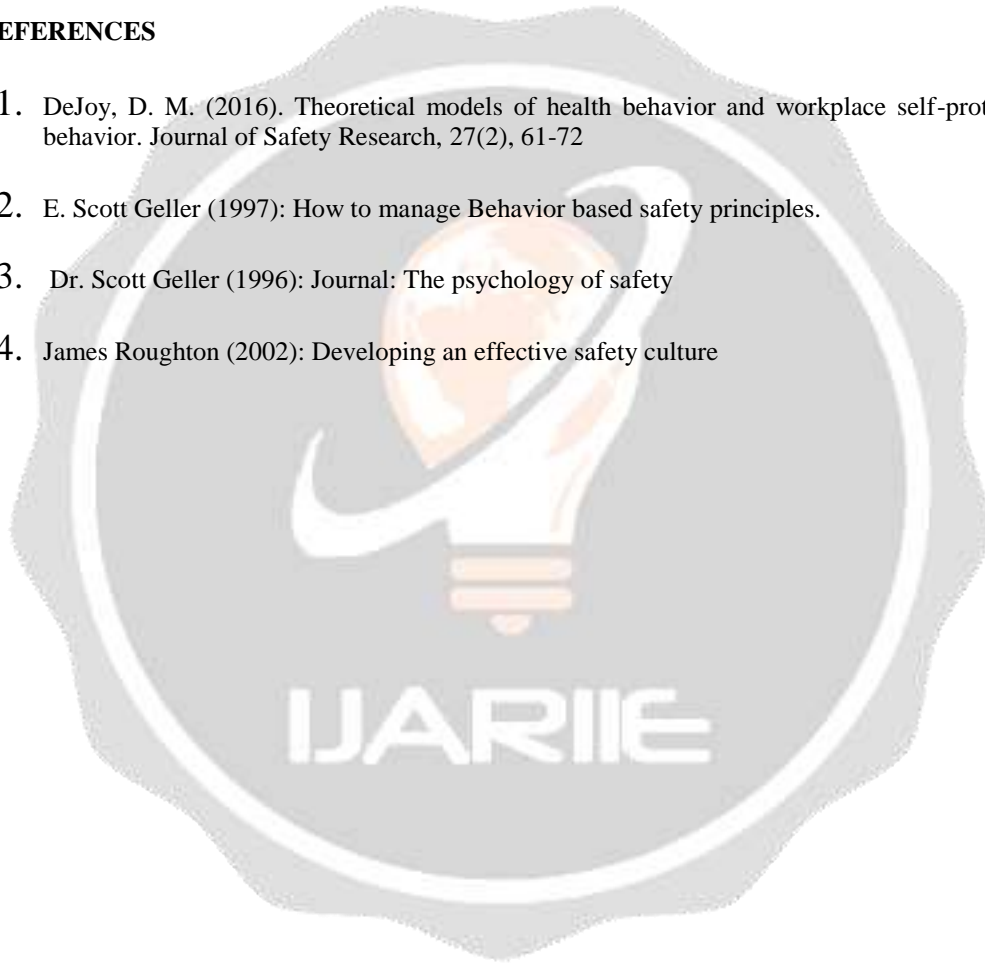 EFERENCES
1. DeJoy, D. M. (2016). Theoretical models of health behavior and workplace self-prot
behavior. Journal of Safety Research, 27(2), 61-72
2. E. Scott Geller (1997): How to manage Behavior based safety principles.
3. Dr. Scott Geller (1996): Journal: The psychology of safety
4. James Roughton (2002): Developing an effective safety culture
IJARIIE